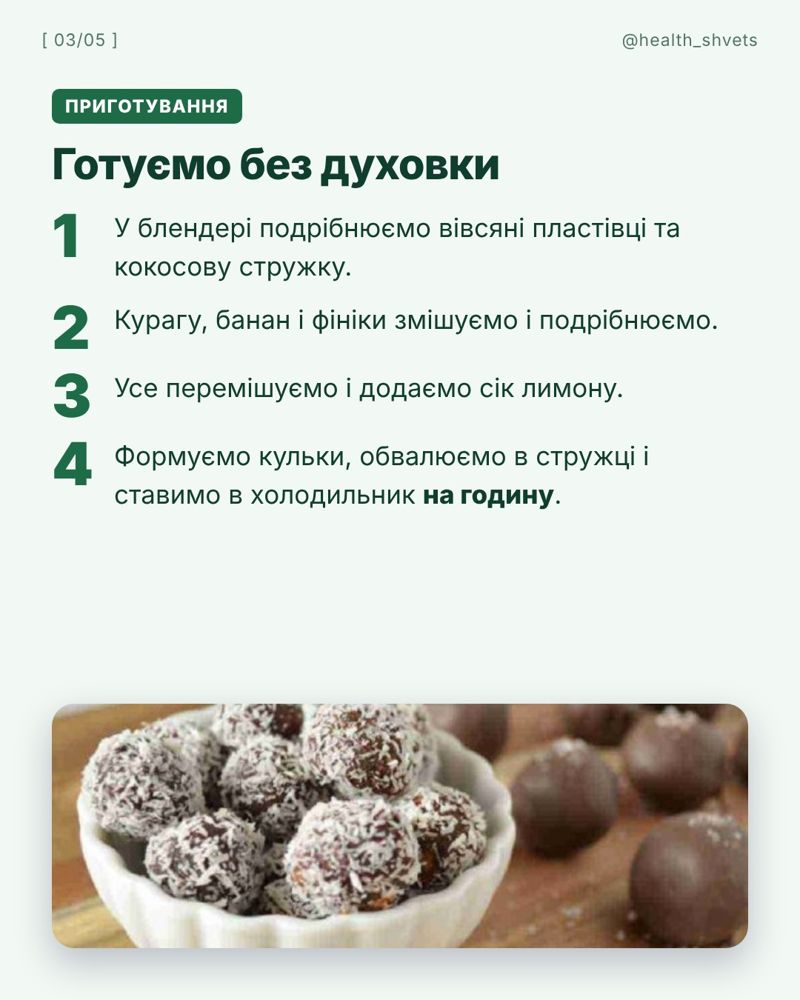 [ 03/05 ]
@health_shvets
ПРИГОТУВАННЯ
Готуємо без духовки
1 У блендері подрібнюємо вівсяні пластівці та
кокосову стружку.
2 Курагу, банан і фініки змішуємо і подрібнюємо.
3 Усе перемішуємо і додаємо сік лимону.
4 Формуємо кульки, обвалюємо в стружці і
ставимо в холодильник на годину.